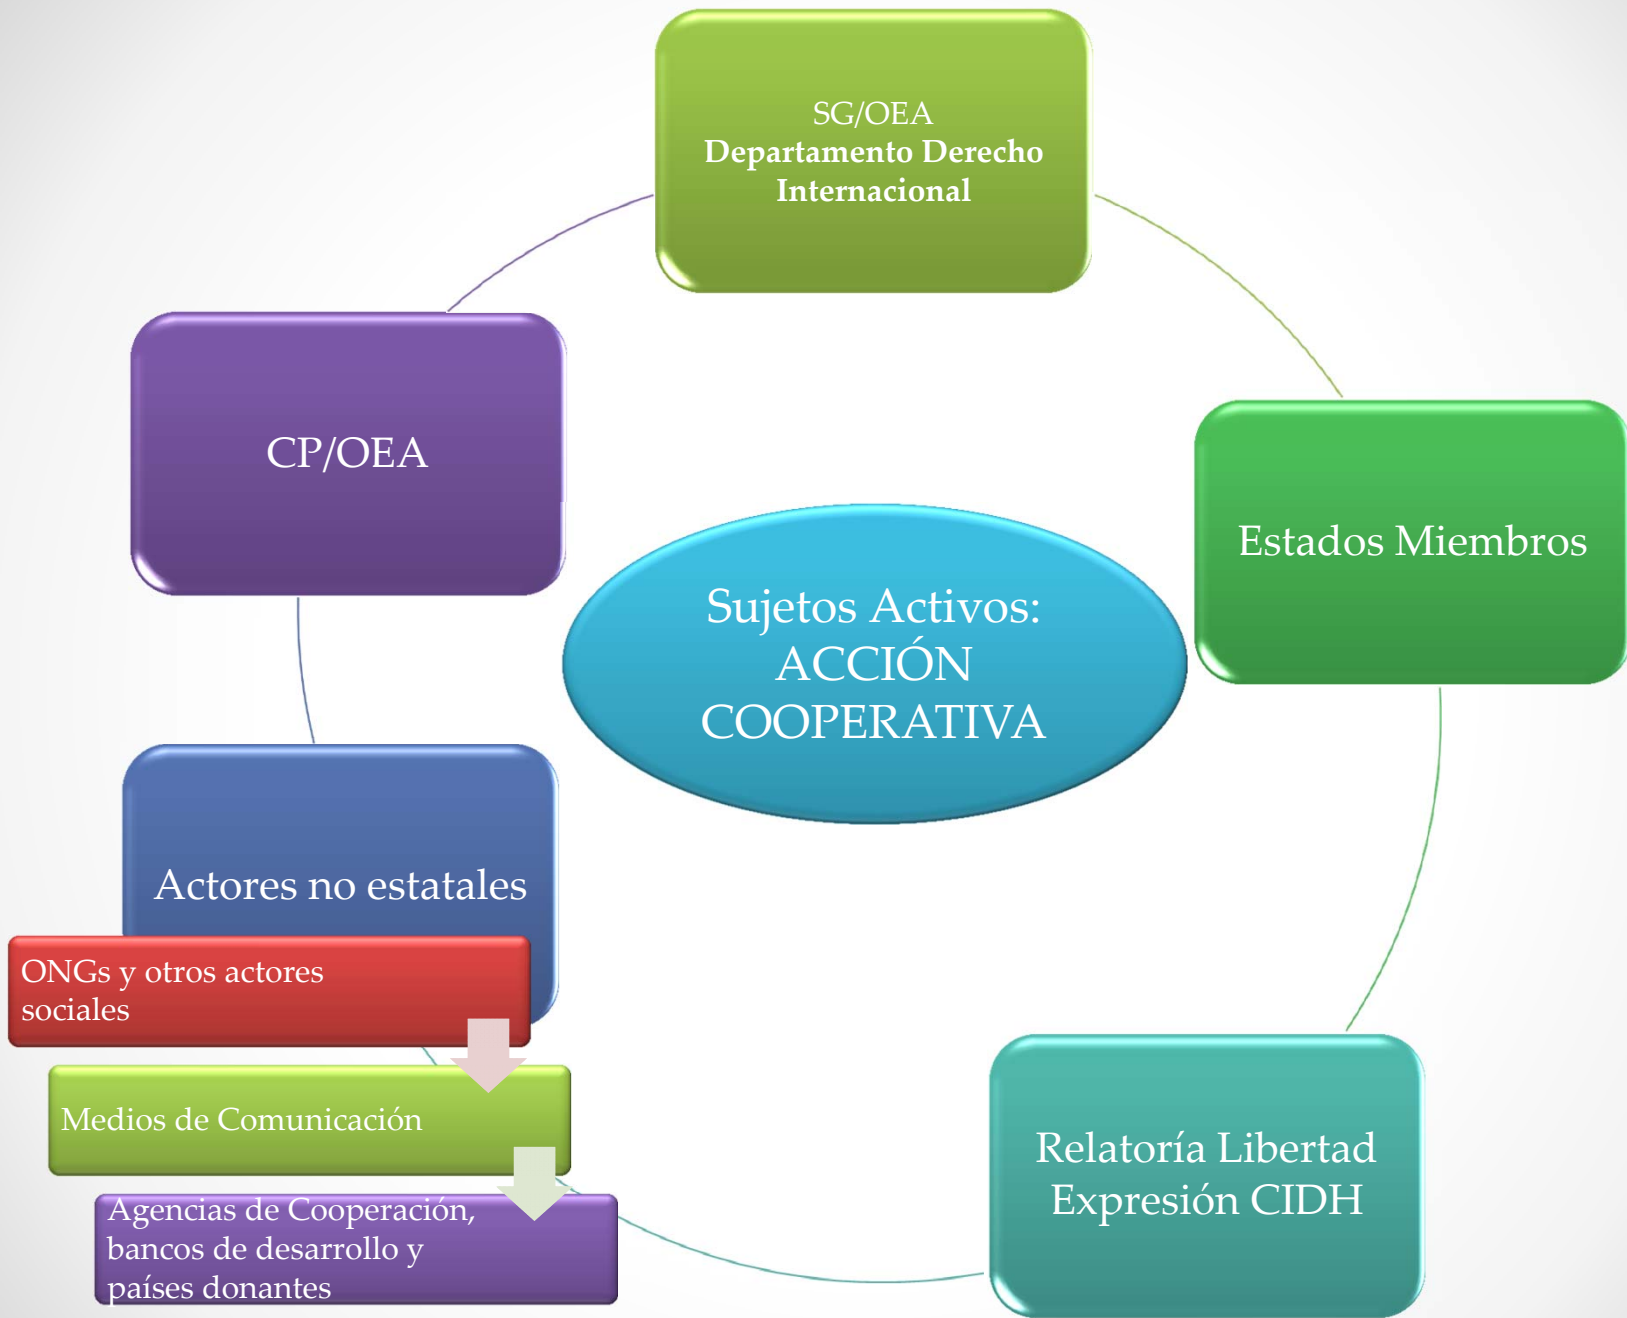 SG/OEA
Departamento Derecho
Internacional
CP/OEA
Estados Miembros
Sujetos Activos:
ACCIÓN
COOPERATIVA
Actores no estatales
ONGs y otros actores
sociales
Medios de Comunicación
Agencias de Cooperación,
bancos de desarrollo y
países donantes
Relatoría Libertad
Expresión CIDH